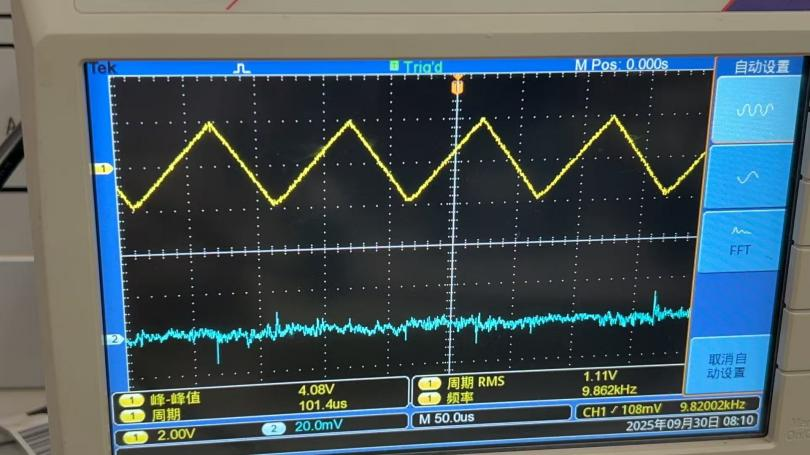 Tek Trig'd M Pos: 0.000s 自动设置
1
FFT
2
取消自
动设置
1 峰-峰值 4.08V 1 周期 RMS 1.11V
1 周期 101.4us 1 频率 9.862kHz
1 2.00V 2 20.0mV M 50.0us CH1 108mV 9.82002kHz
2025年09月30日 08:10